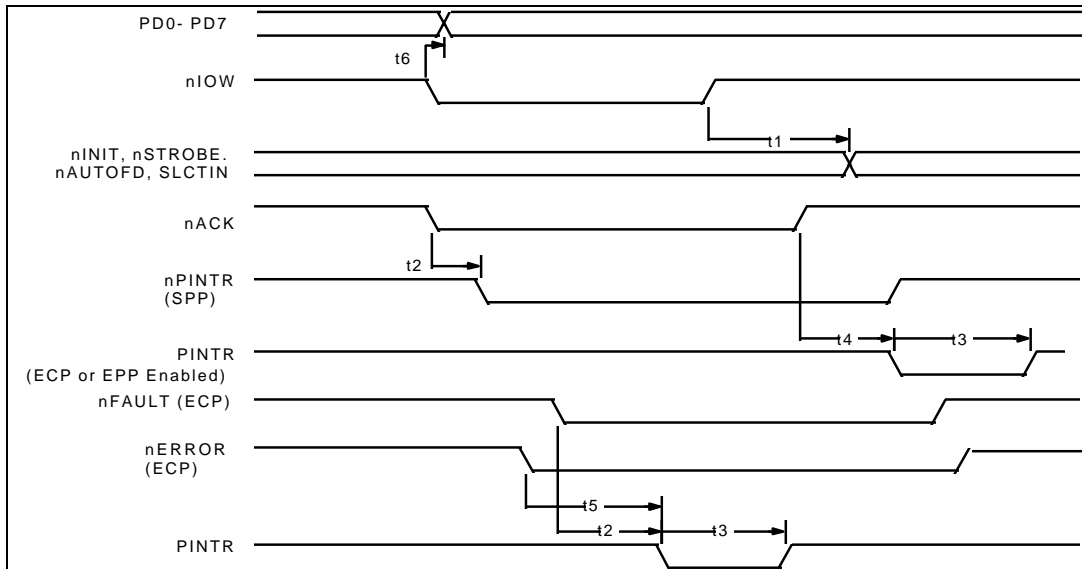 PD0- PD7
t6
nIOW
t1
nINIT, nSTROBE.
nAUTOFD, SLCTIN
nACK
t2
nPINTR
(SPP)
t4
t3
PINTR
(ECP or EPP Enabled)
nFAULT (ECP)
nERROR
(ECP)
t5
t2
t3
PINTR